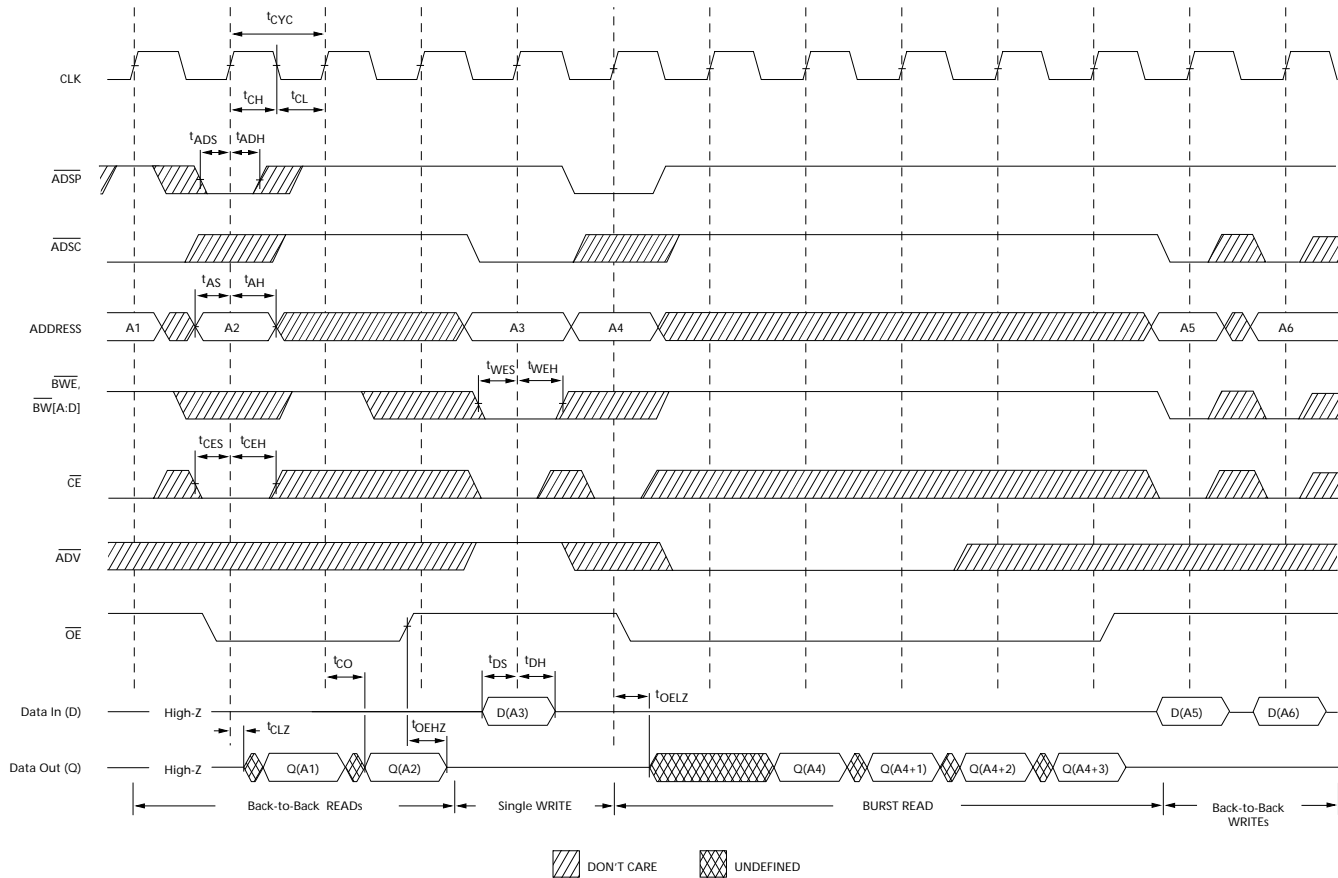 tCYC
CLK
tCH
tCL
tADS
tADH
ADSP
ADSC
tAS
tAH
ADDRESS
A1
A2
A3
A4
A5
A6
tWES
tWEH
BWE,
BW[A:D]
tCES
tCEH
CE
ADV
OE
tCO
tDS
tDH
tOELZ
Data In (D)
High-Z
D(A3)
D(A5)
D(A6)
tCLZ
tOEHZ
Data Out (Q)
High-Z
Q(A1)
Q(A2)
Q(A4)
Q(A4+1)
Q(A4+2)
Q(A4+3)
Back-to-Back READs
Single WRITE
BURST READ
Back-to-Back
WRITEs
DON'T CARE
UNDEFINED